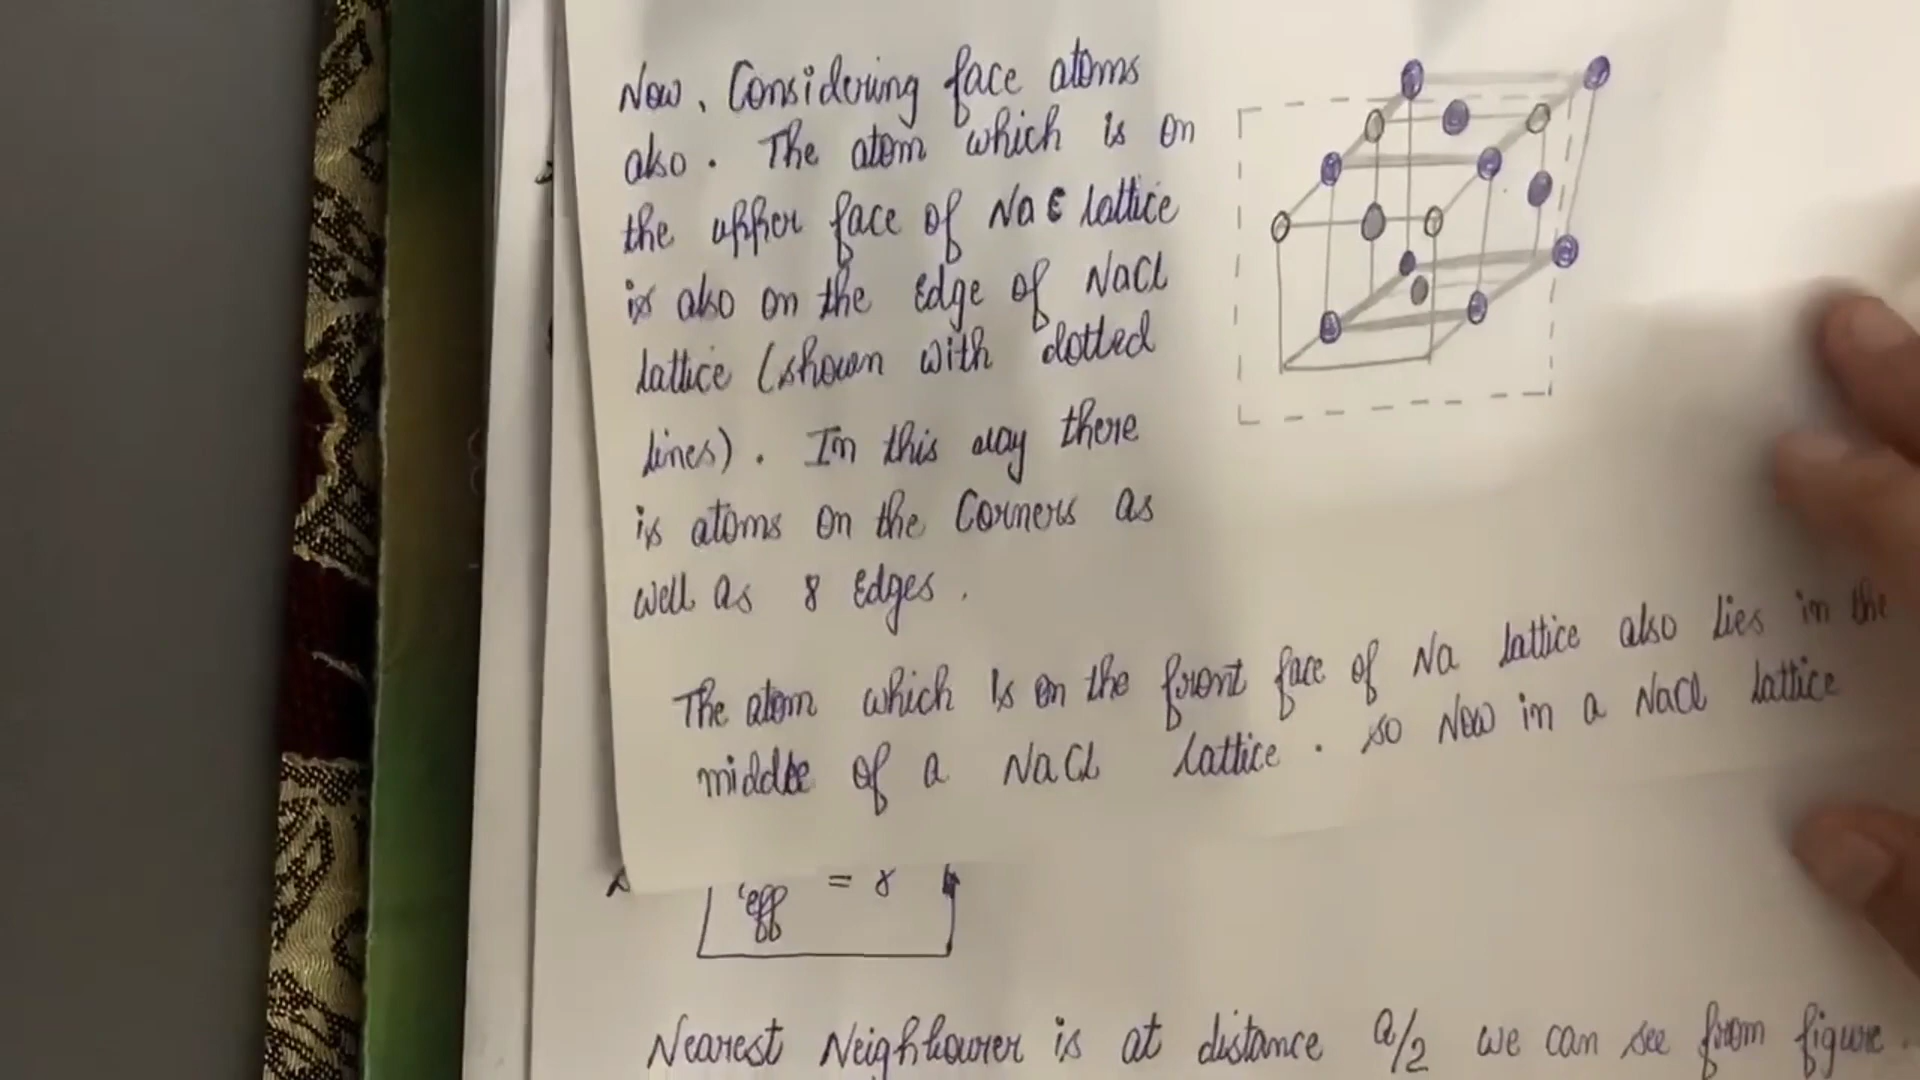 Now, Considering face atoms
also. The atom which is on
the upper face of Na lattice
is also on the edge of NaCl
lattice (shown with dotted
lines). In this way there
is atoms on the Corners as
well as 8 edges.
The atom which is on the front face of Na lattice also lies in the
middle of a NaCl lattice. so Now in a NaCl lattice
eff = 8
Nearest Neighbourer is at distance a/2 we can see from figure.